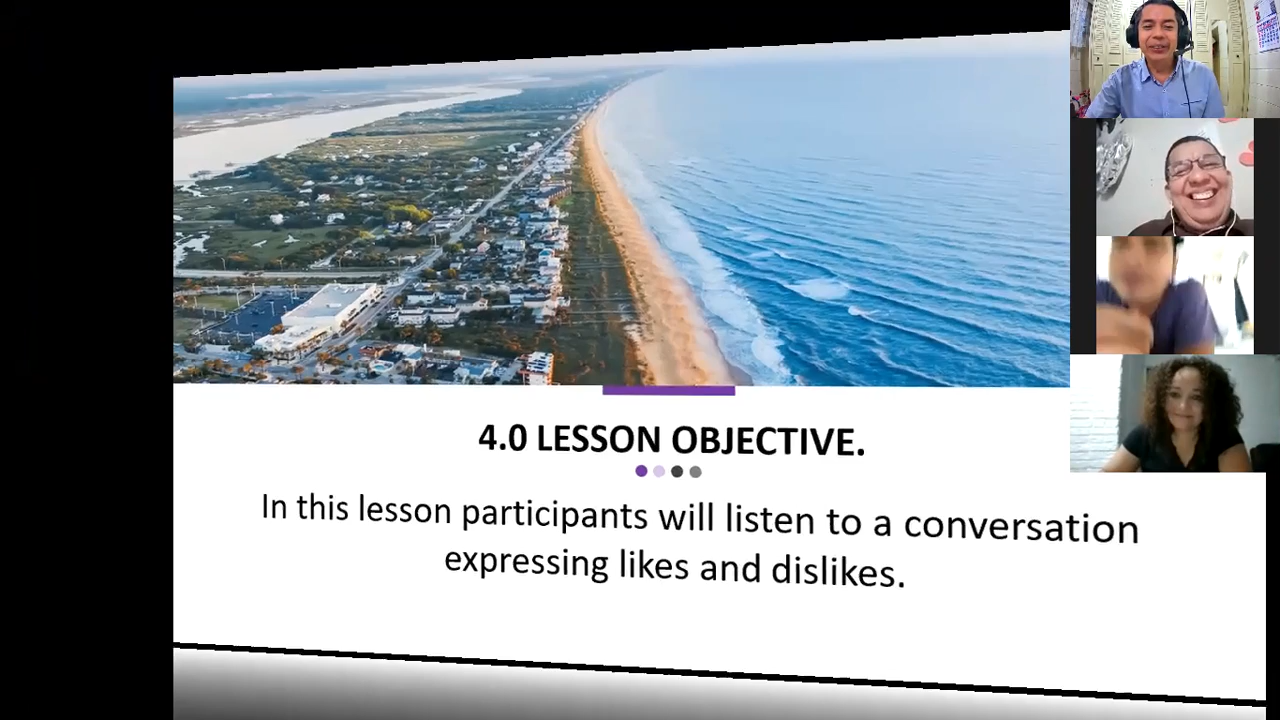 4.0 LESSON OBJECTIVE.
In this lesson participants will listen to a conversation
expressing likes and dislikes.